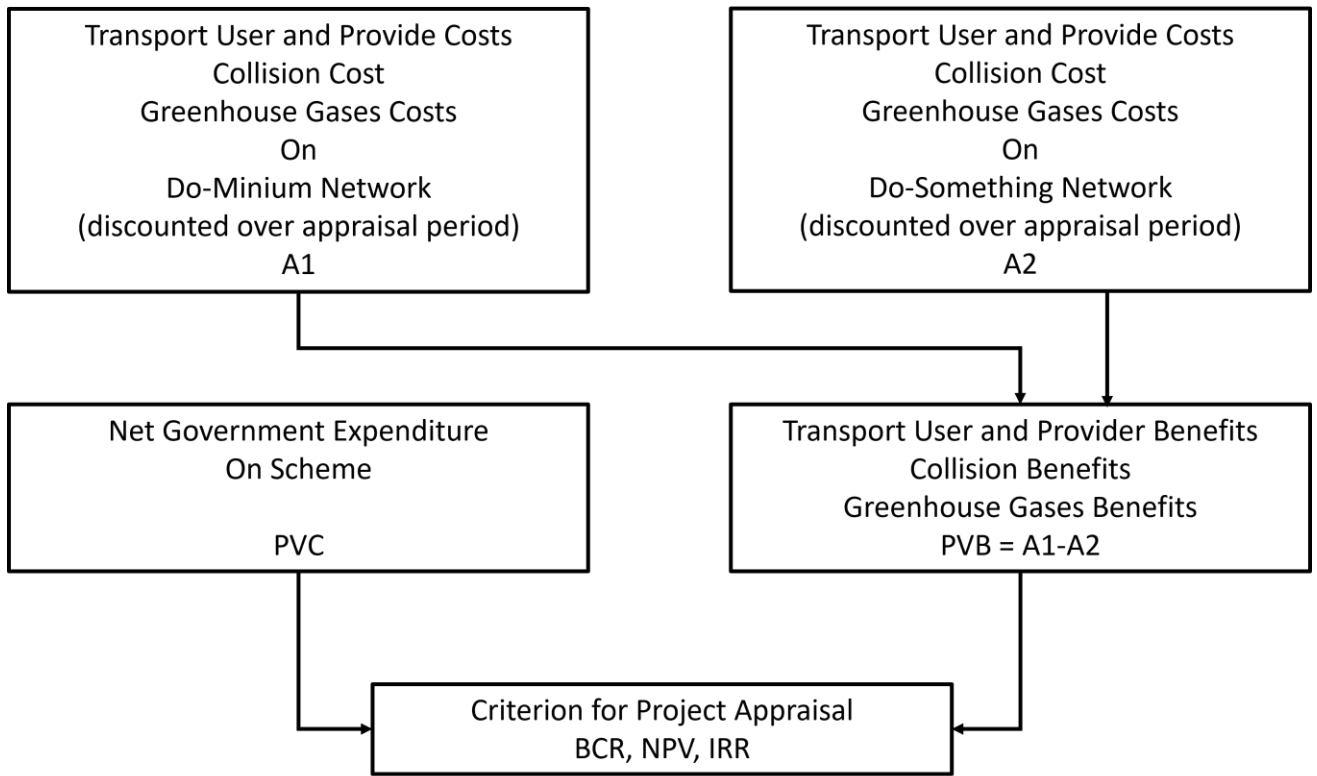 Transport User and Provide Costs
Collision Cost
Greenhouse Gases Costs
On
Do-Minium Network
(discounted over appraisal period)
A1
Transport User and Provide Costs
Collision Cost
Greenhouse Gases Costs
On
Do-Something Network
(discounted over appraisal period)
A2
Net Government Expenditure
On Scheme
PVC
Transport User and Provider Benefits
Collision Benefits
Greenhouse Gases Benefits
PVB = A1-A2
Criterion for Project Appraisal
BCR, NPV, IRR